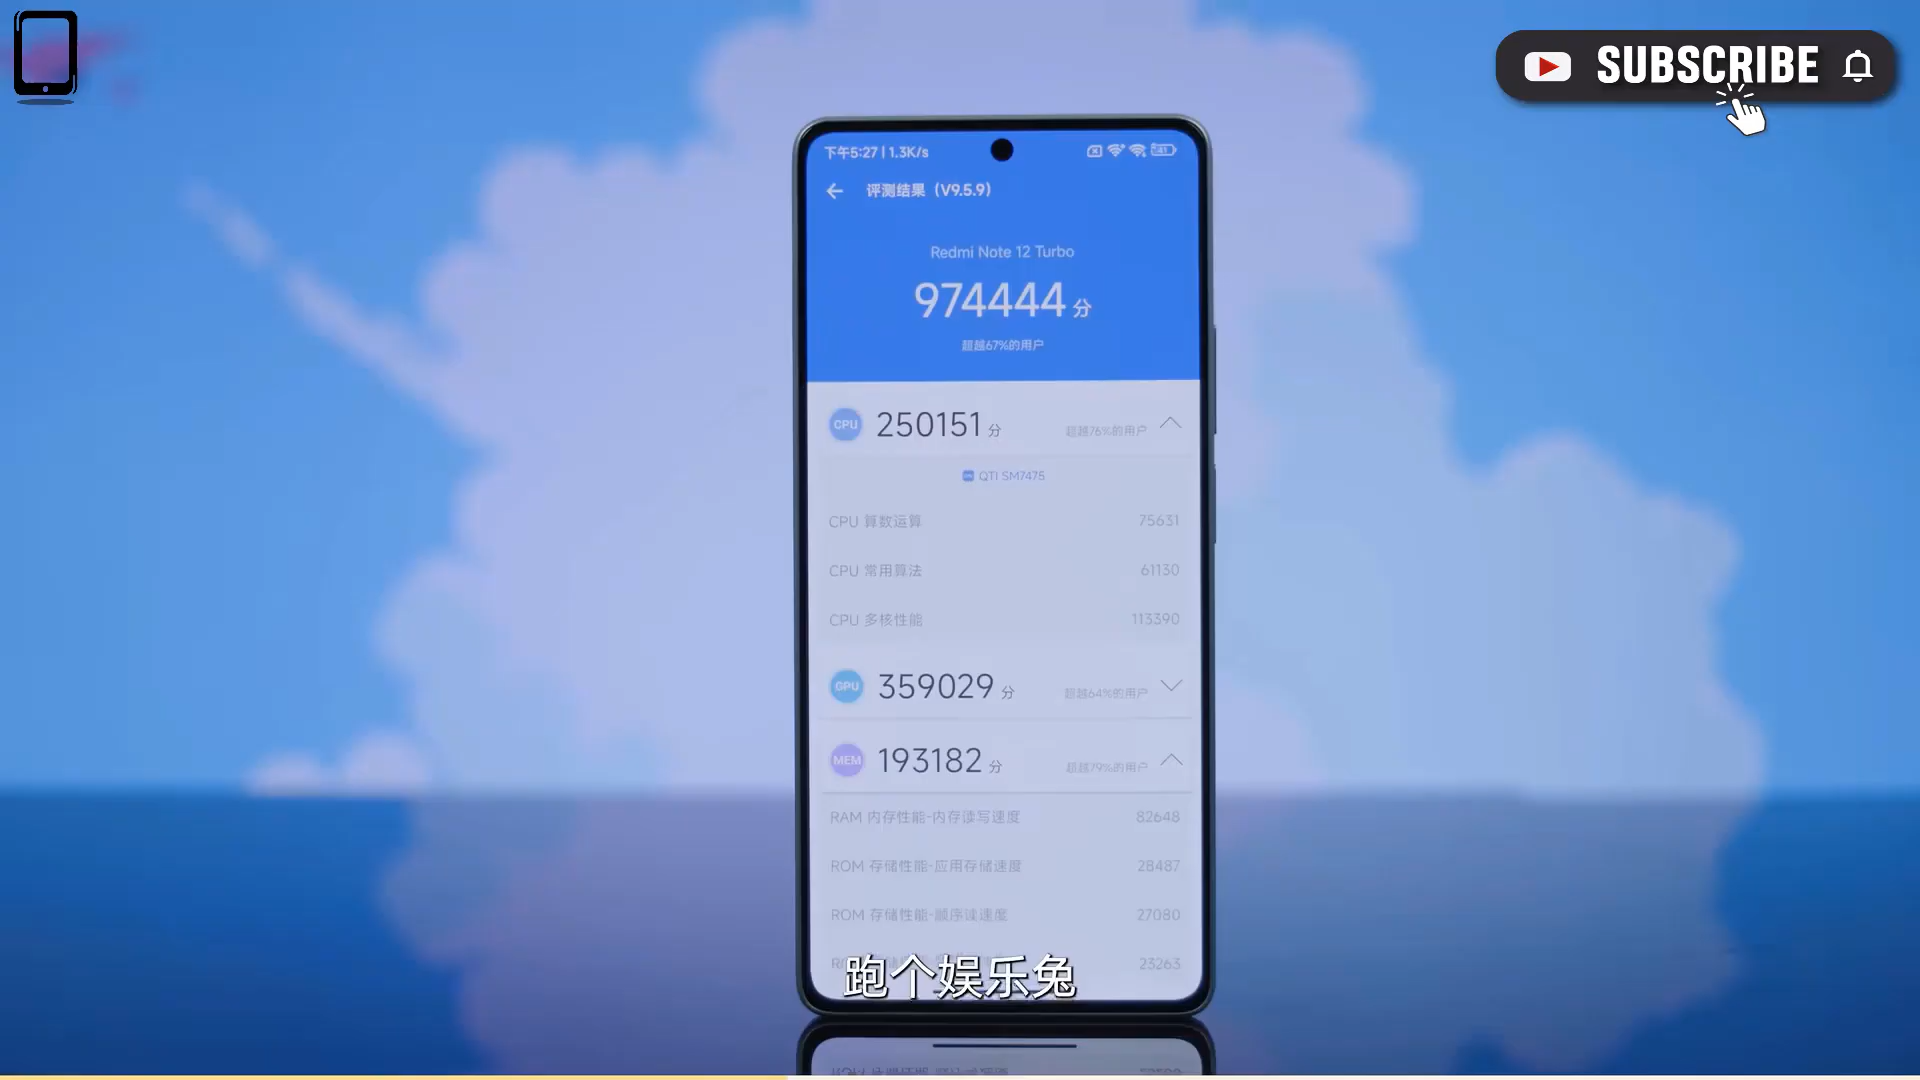 SUBSCRIBE
下午5:27 | 1.3K/s
评测结果（V9.5.9）
Redmi Note 12 Turbo
974444 分
超越67%的用户
CPU 250151 分 超越76%的用户
QTI SM7475
CPU 算数运算 75631
CPU 常用算法 61130
CPU 多核性能 113390
GPU 359029 分 超越64%的用户
MEM 193182 分 超越79%的用户
RAM 内存性能-内存读写速度 82648
ROM 存储性能-应用存储速度 28487
ROM 存储性能-顺序读速度 27080
23263
跑个娱乐兔